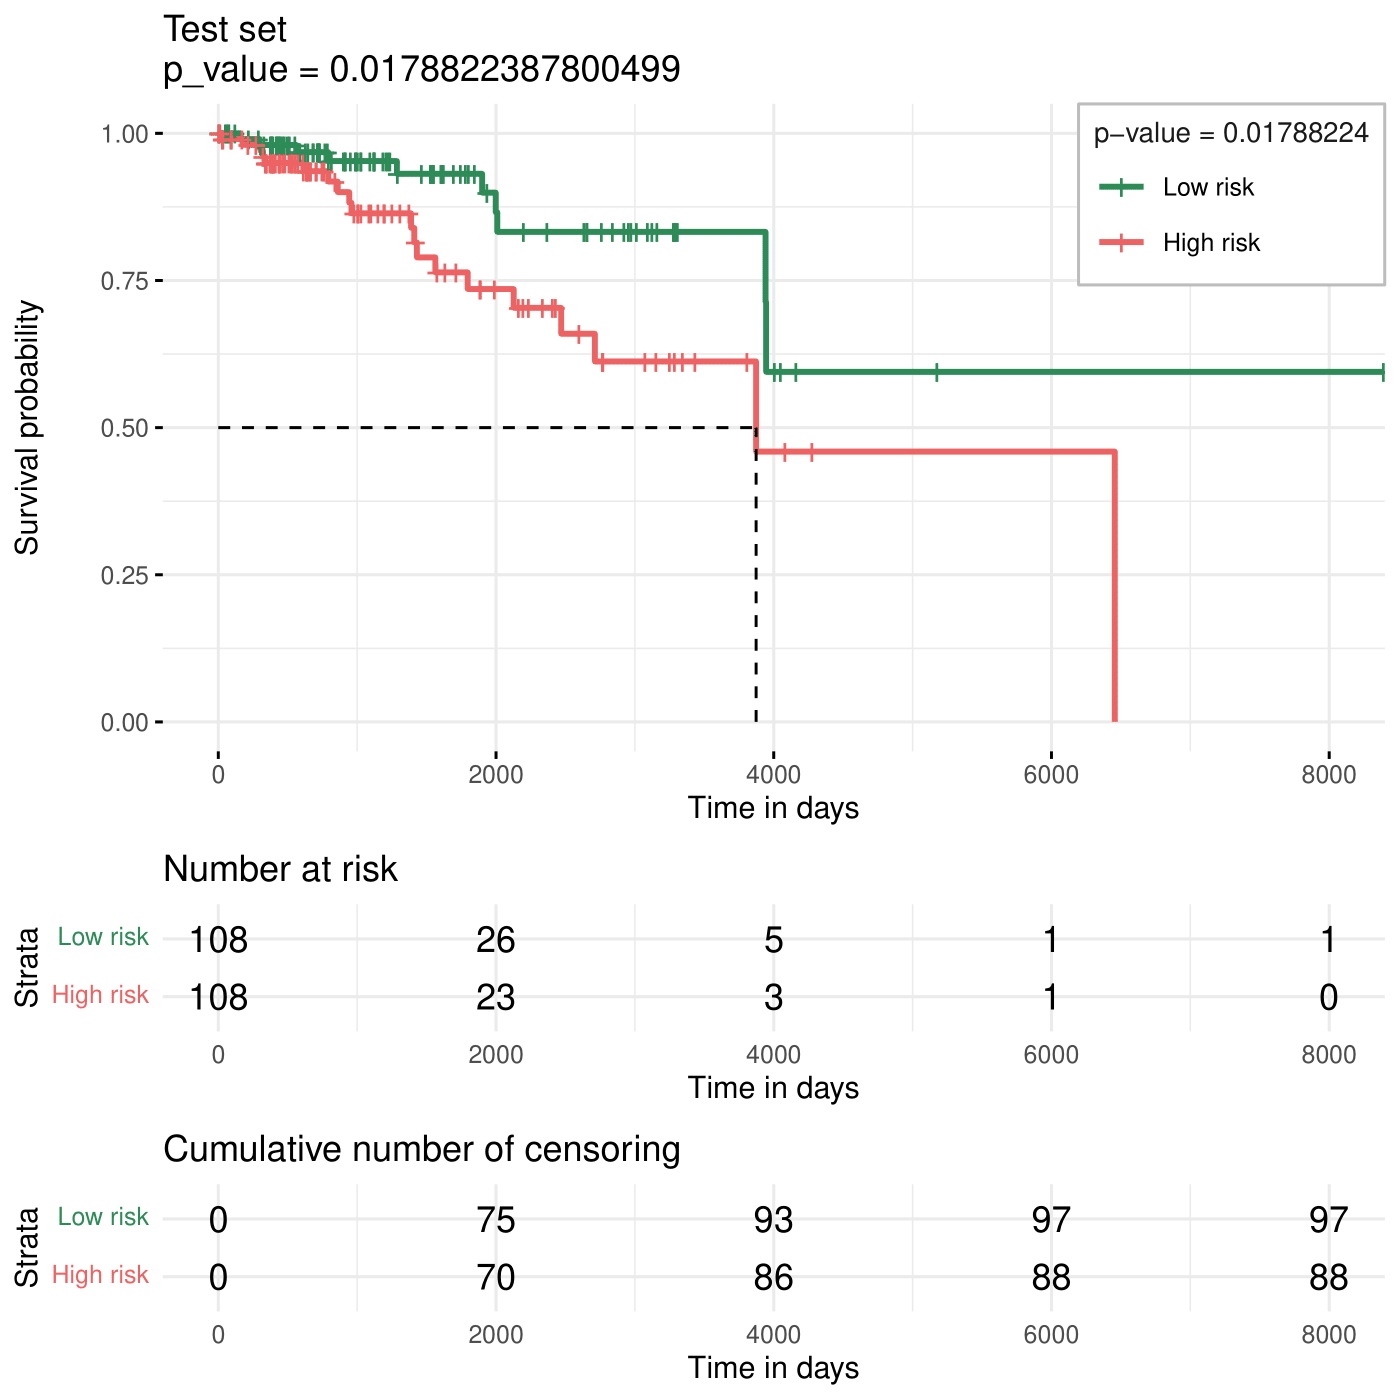 Test set
p_value = 0.0178822387800499
p-value = 0.01788224
Low risk
High risk
Survival probability
1.00
0.75
0.50
0.25
0.00
0 2000 4000 6000 8000
Time in days
Number at risk
Strata
Low risk 108 26 5 1 1
High risk 108 23 3 1 0
0 2000 4000 6000 8000
Time in days
Cumulative number of censoring
Strata
Low risk 0 75 93 97 97
High risk 0 70 86 88 88
0 2000 4000 6000 8000
Time in days